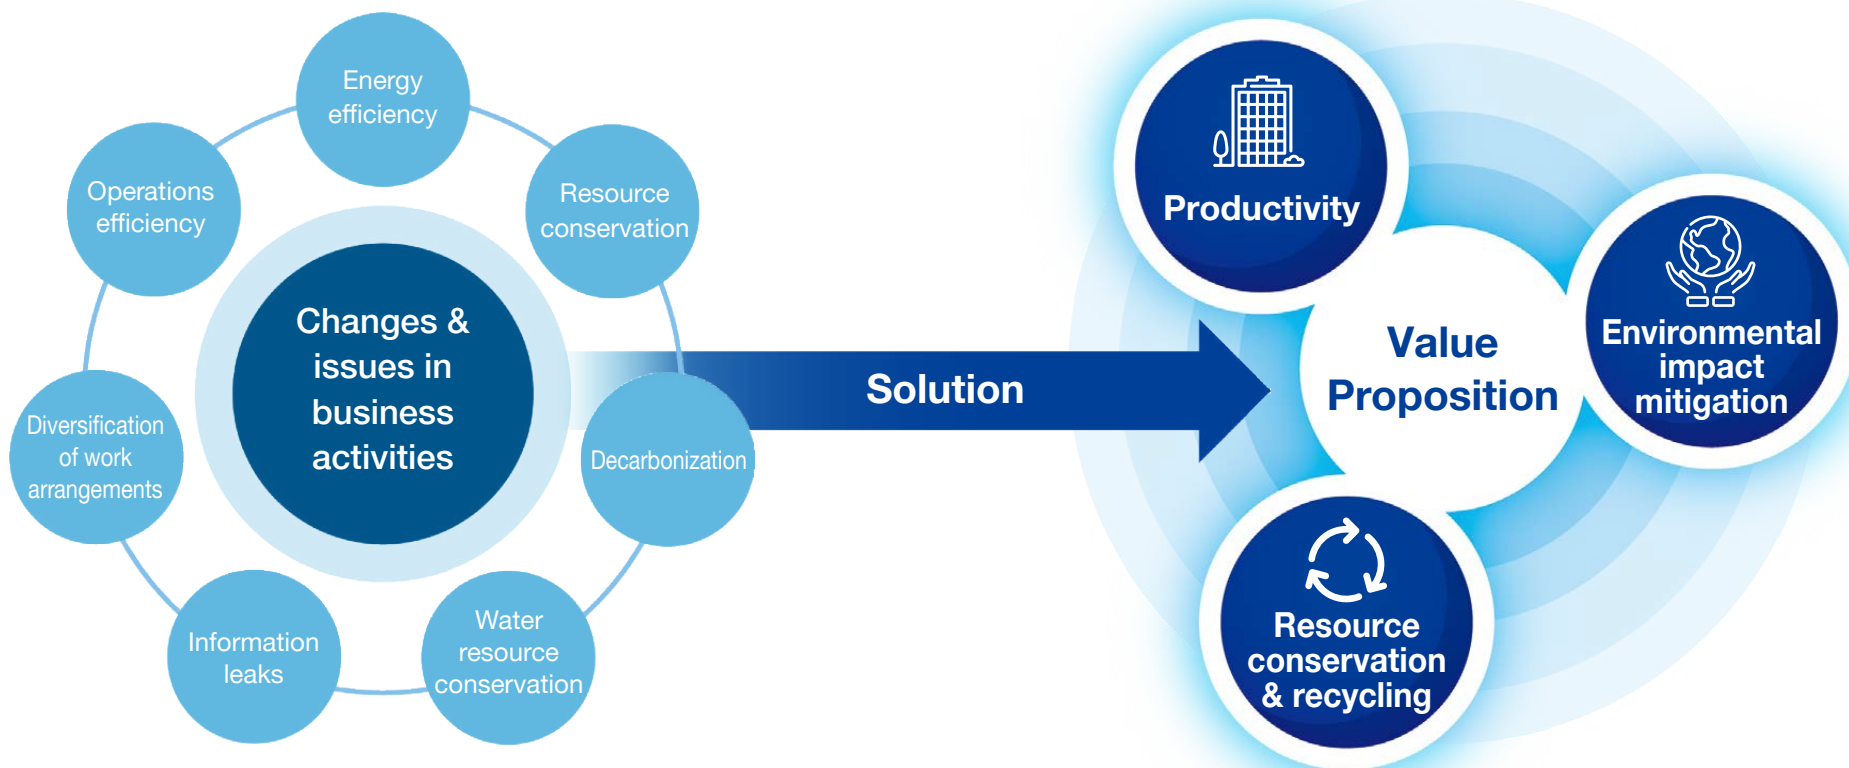 Energy
efficiency
Resource
conservation
Decarbonization
Water
resource
conservation
Information
leaks
Diversification
of work
arrangements
Operations
efficiency
Changes &
issues in
business
activities
Solution
Value
Proposition
Productivity
Environmental
impact
mitigation
Resource
conservation
& recycling